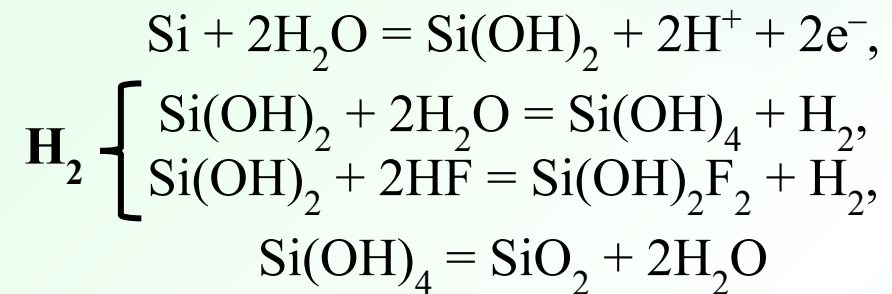 Si + 2H₂O = Si(OH)₂ + 2H⁺ + 2e⁻,
H₂ { Si(OH)₂ + 2H₂O = Si(OH)₄ + H₂,
Si(OH)₂ + 2HF = Si(OH)₂F₂ + H₂,
Si(OH)₄ = SiO₂ + 2H₂O